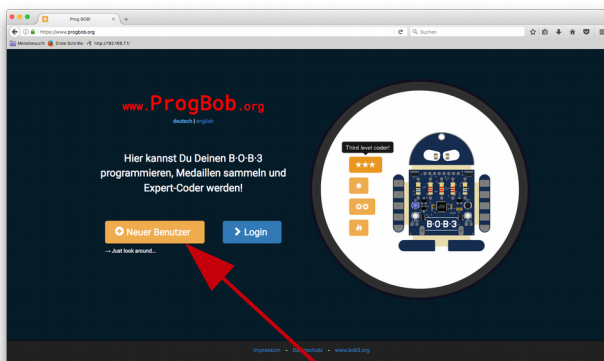 Prog BOB!
https://www.progbob.org
Suchen
Meistbesucht Erste Schritte http://192.168.7.1/
www.ProgBob.org
deutsch | english
Hier kannst Du Deinen B·O·B·3
programmieren, Medaillen sammeln und
Expert-Coder werden!
Neuer Benutzer
Login
→ Just look around...
Third level coder!
B·O·B·3
Impressum • Datenschutz • www.bob3.org